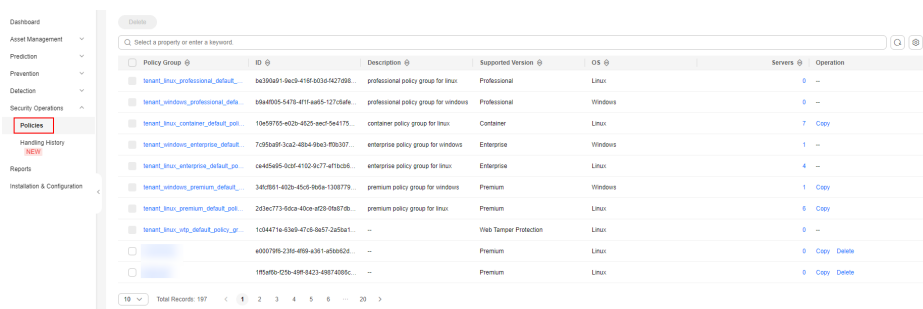 Dashboard
Asset Management
Prediction
Prevention
Detection
Security Operations
Policies
Handling History
NEW
Reports
Installation & Configuration
Delete
Select a property or enter a keyword.
Policy Group ID Description Supported Version OS Servers Operation
tenant_linux_professional_default_... be390a91-9ec9-416f-b03d-f427d98... professional policy group for linux Professional Linux 0 --
tenant_windows_professional_defa... b9a4f005-5478-4f1f-aa65-127c6afe... professional policy group for windows Professional Windows 0 --
tenant_linux_container_default_poli... 10e59765-e02b-4625-aecf-5e4175... container policy group for linux Container Linux 7 Copy
tenant_windows_enterprise_default... 7c95ba9f-3ca2-48b4-9be3-ff0b307... enterprise policy group for windows Enterprise Windows 1 --
tenant_linux_enterprise_default_po... ce4d5e95-0cbf-4102-9c77-ef1bcb6... enterprise policy group for linux Enterprise Linux 4 --
tenant_windows_premium_default_... 34fcf861-402b-45c6-9b6a-1308779... premium policy group for windows Premium Windows 1 Copy
tenant_linux_premium_default_poli... 2d3ec773-6dca-40ce-af28-0fa87db... premium policy group for linux Premium Linux 6 Copy
tenant_linux_wtp_default_policy_gr... 1c04471e-63e9-47c6-8e57-2a5ba1... -- Web Tamper Protection Linux 0 --
e00079f6-23fd-4f69-a361-a5bb62d... -- Premium Linux 0 Copy Delete
1ff5af6b-f25b-49ff-8423-49874086c... -- Premium Linux 0 Copy Delete
10 Total Records: 197 < 1 2 3 4 5 6 ... 20 >